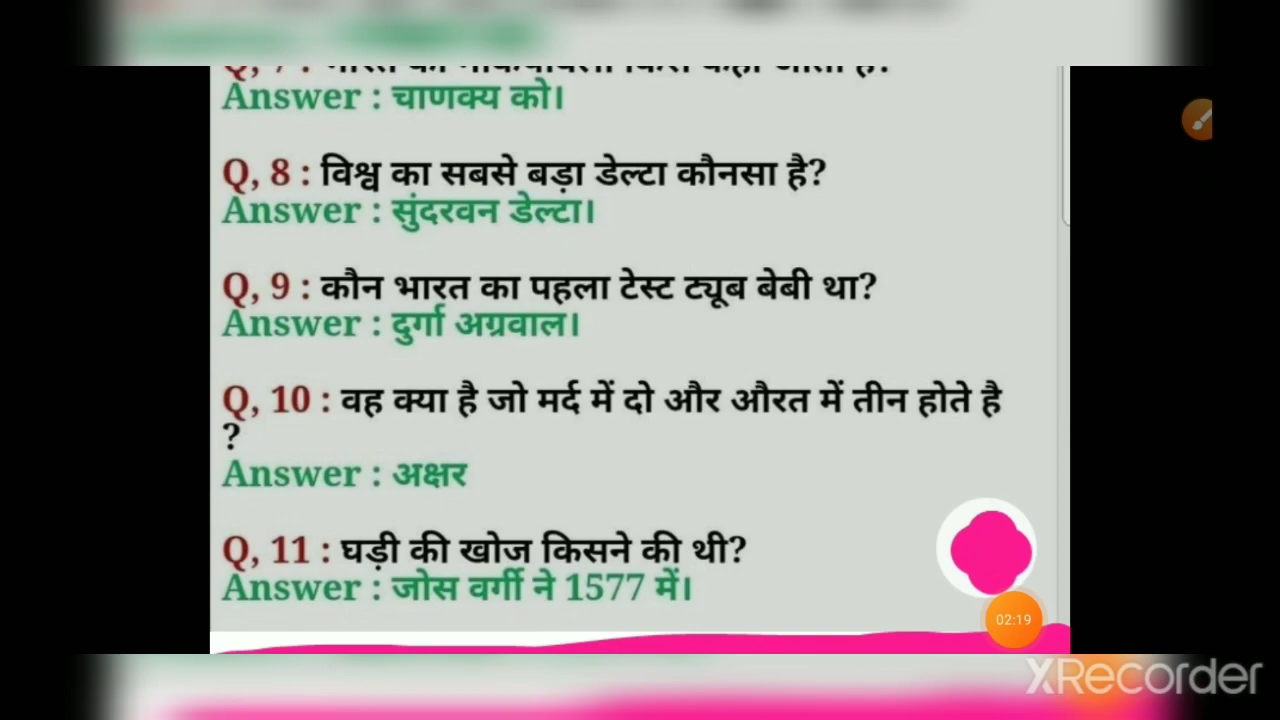 Answer : चाणक्य को।
Q, 8 : विश्व का सबसे बड़ा डेल्टा कौनसा है?
Answer : सुंदरवन डेल्टा।
Q, 9 : कौन भारत का पहला टेस्ट ट्यूब बेबी था?
Answer : दुर्गा अग्रवाल।
Q, 10 : वह क्या है जो मर्द में दो और औरत में तीन होते है
?
Answer : अक्षर
Q, 11 : घड़ी की खोज किसने की थी?
Answer : जोस वर्गी ने 1577 में।
02:19
XRecorder